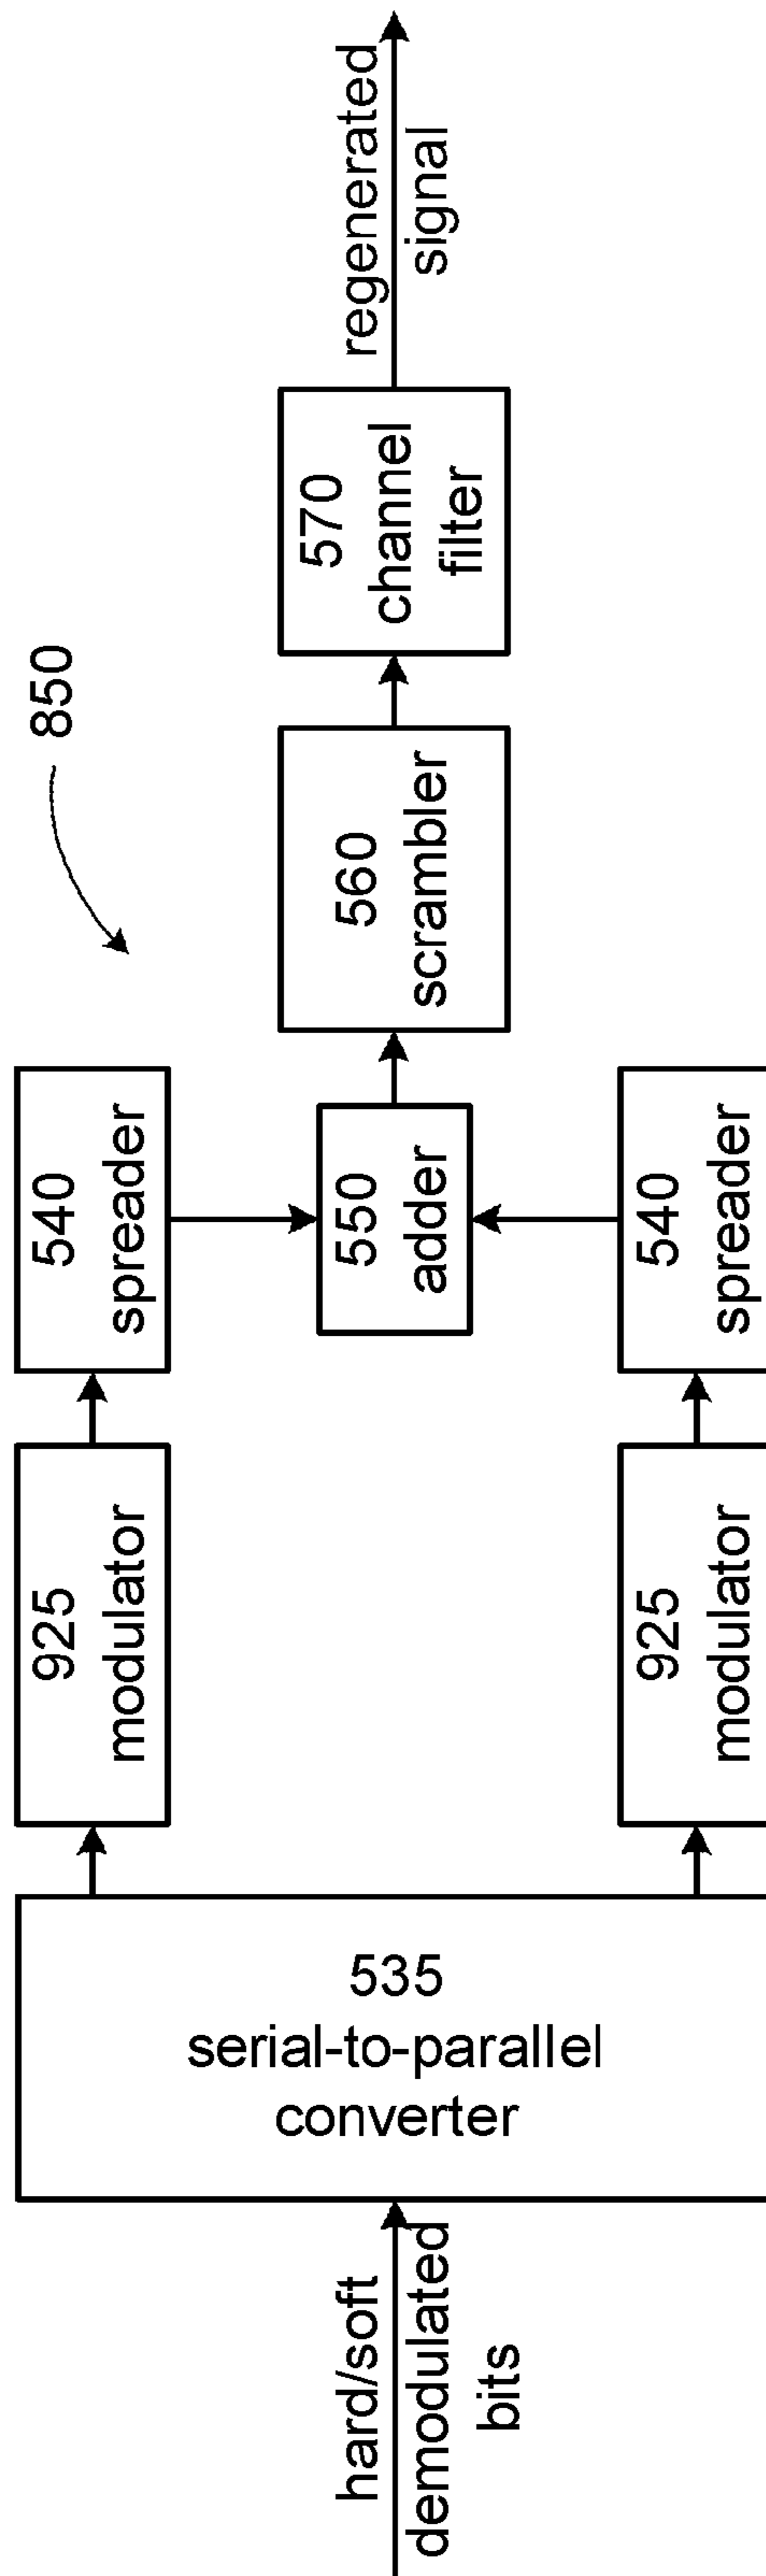 850
hard/soft
demodulated
bits
535
serial-to-parallel
converter
925
modulator
540
spreader
925
modulator
540
spreader
550
adder
560
scrambler
570
channel
filter
regenerated
signal